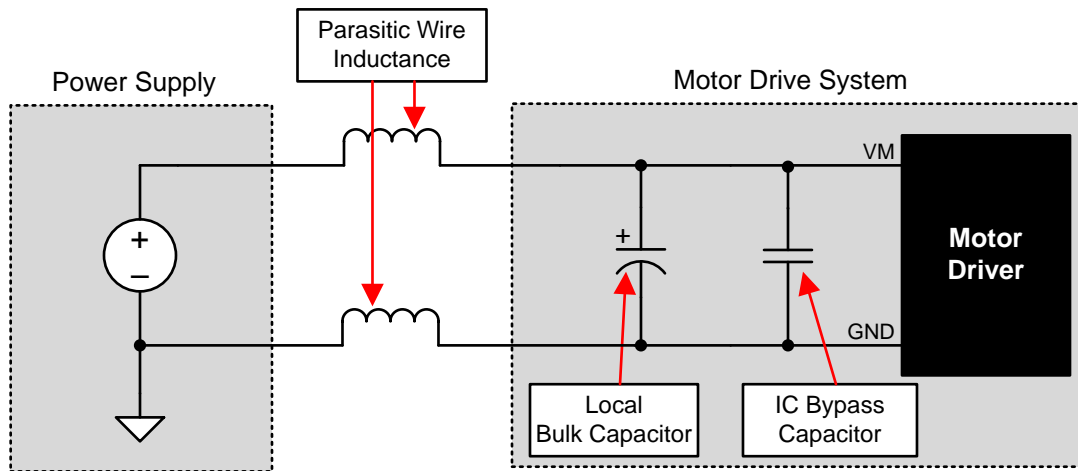 Parasitic Wire
Inductance
Power Supply
Motor Drive System
VM
+
–
+
Motor
Driver
GND
Local
Bulk Capacitor
IC Bypass
Capacitor